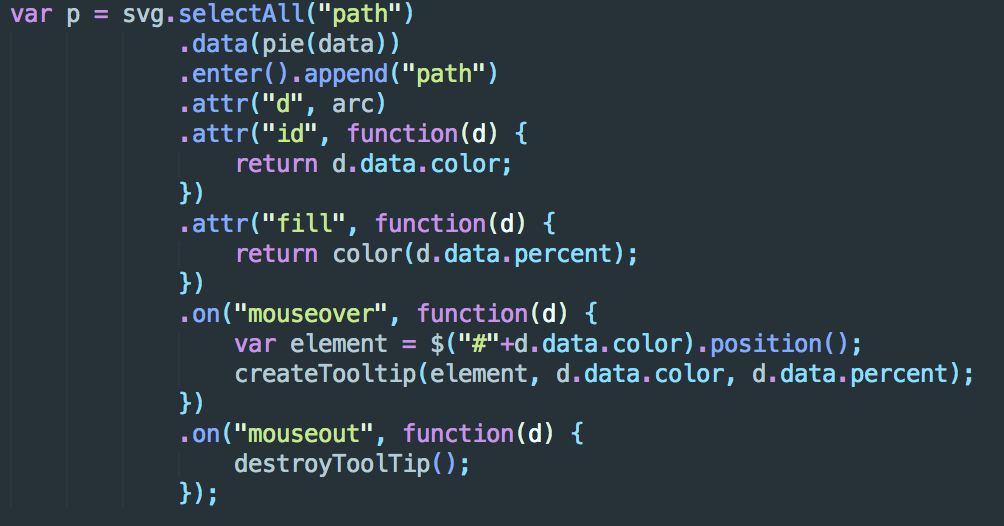 var p = svg.selectAll("path")
            .data(pie(data))
            .enter().append("path")
            .attr("d", arc)
            .attr("id", function(d) {
                return d.data.color;
            })
            .attr("fill", function(d) {
                return color(d.data.percent);
            })
            .on("mouseover", function(d) {
                var element = $("#"+d.data.color).position();
                createTooltip(element, d.data.color, d.data.percent);
            })
            .on("mouseout", function(d) {
                destroyToolTip();
            });